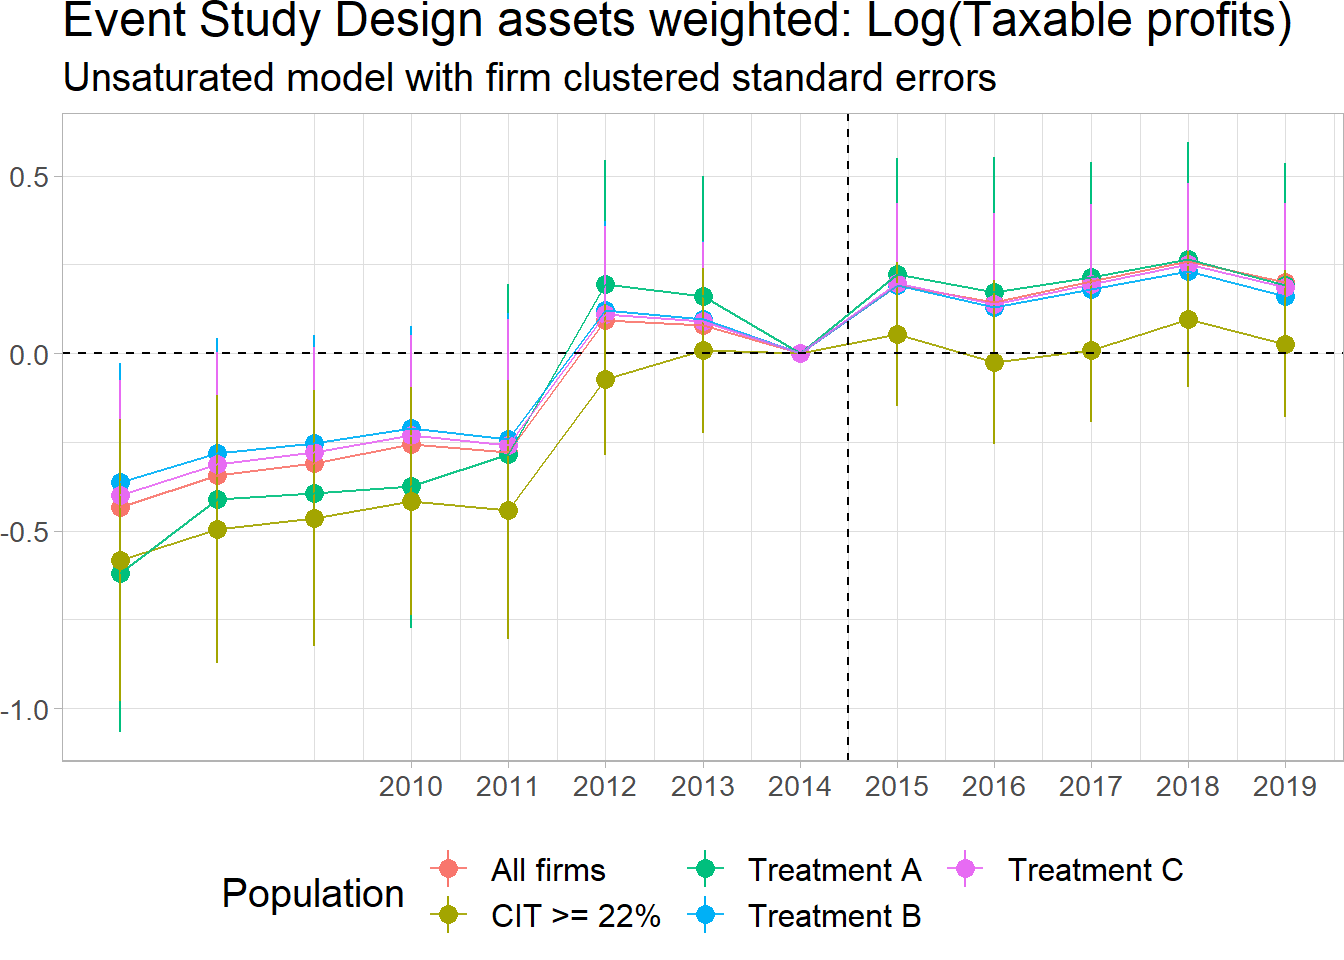 Event Study Design assets weighted: Log(Taxable profits)
Unsaturated model with firm clustered standard errors
0.5
0.0
-0.5
-1.0
2010 2011 2012 2013 2014 2015 2016 2017 2018 2019
Population
All firms Treatment A Treatment C
CIT >= 22% Treatment B